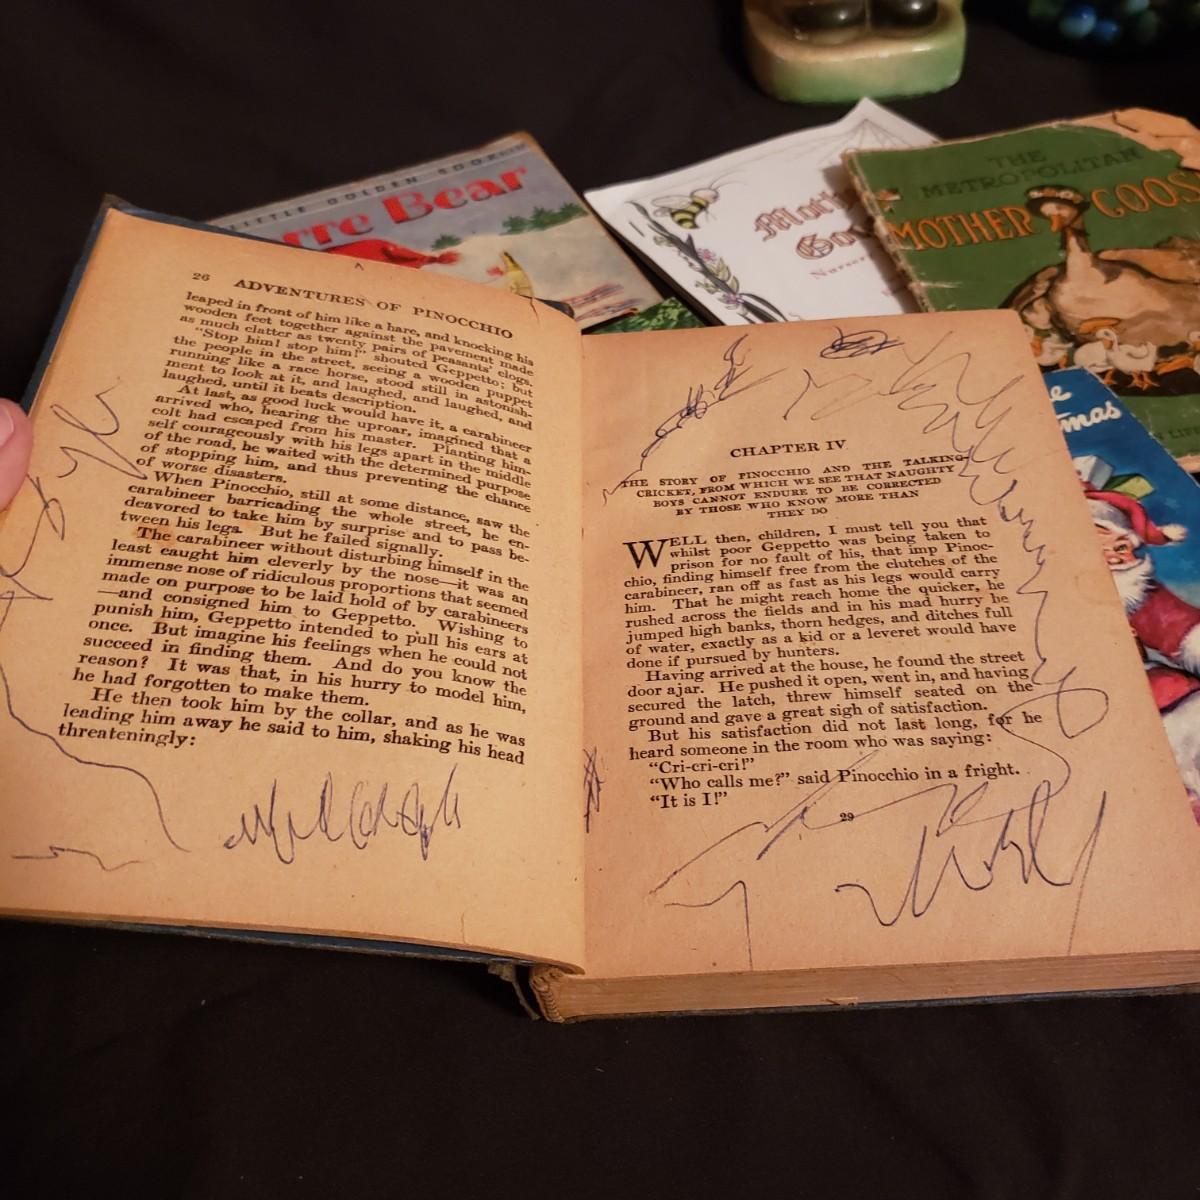 LITTLE GOLDEN BOOK
rre Bear
THE
METROPOLITAN
MOTHER GOOS
mas
26 ADVENTURES OF PINOCCHIO
leaped in front of him like a hare, and knocking his
wooden feet together against the pavement made
as much clatter as twenty pairs of peasants' clogs.
"Stop him! stop him!" shouted Geppetto; but
the people in the street, seeing a wooden puppet
running like a race horse, stood still in astonish-
ment to look at it, and laughed, and laughed, and
laughed, until it beats description.
At last, as good luck would have it, a carabineer
arrived who, hearing the uproar, imagined that a
colt had escaped from his master. Planting him-
self courageously with his legs apart in the middle
of the road, he waited with the determined purpose
of stopping him, and thus preventing the chance
of worse disasters.
When Pinocchio, still at some distance, saw the
carabineer barricading the whole street, he en-
deavored to take him by surprise and to pass be-
tween his legs. But he failed signally.
The carabineer without disturbing himself in the
least caught him cleverly by the nose—it was an
immense nose of ridiculous proportions that seemed
made on purpose to be laid hold of by carabineers
—and consigned him to Geppetto. Wishing to
punish him, Geppetto intended to pull his ears at
once. But imagine his feelings when he could not
succeed in finding them. And do you know the
reason? It was that, in his hurry to model him,
he had forgotten to make them.
He then took him by the collar, and as he was
leading him away he said to him, shaking his head
threateningly:
CHAPTER IV
THE STORY OF PINOCCHIO AND THE TALKING
CRICKET, FROM WHICH WE SEE THAT NAUGHTY
BOYS CANNOT ENDURE TO BE CORRECTED
BY THOSE WHO KNOW MORE THAN
THEY DO
WELL then, children, I must tell you that
whilst poor Geppetto was being taken to
prison for no fault of his, that imp Pinoc-
chio, finding himself free from the clutches of the
carabineer, ran off as fast as his legs would carry
him. That he might reach home the quicker, he
rushed across the fields and in his mad hurry he
jumped high banks, thorn hedges, and ditches full
of water, exactly as a kid or a leveret would have
done if pursued by hunters.
Having arrived at the house, he found the street
door ajar. He pushed it open, went in, and having
secured the latch, threw himself seated on the
ground and gave a great sigh of satisfaction.
But his satisfaction did not last long, for he
heard someone in the room who was saying:
"Cri-cri-cri!"
"Who calls me?" said Pinocchio in a fright.
"It is I!"
29